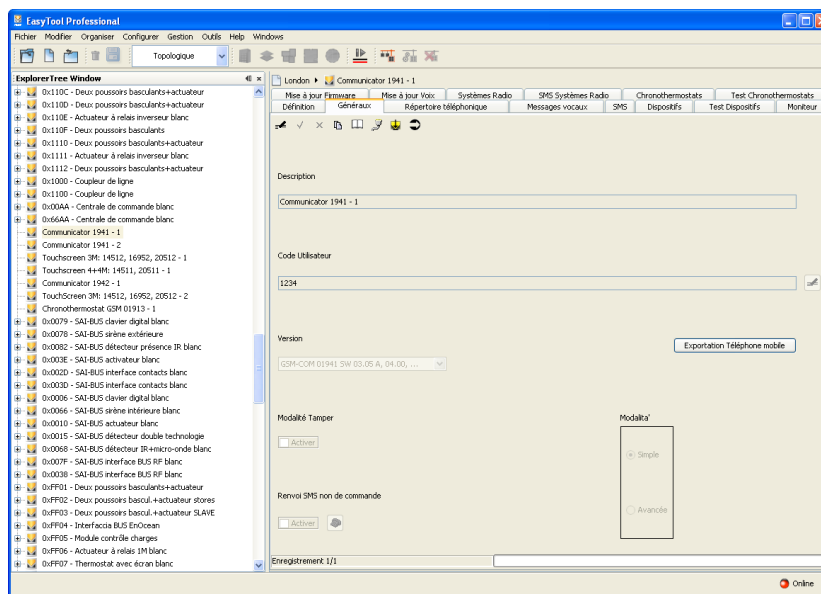 EasyTool Professional
Fichier Modifier Organiser Configurer Gestion Outils Help Windows
Topologique
ExplorerTree Window
0x110C - Deux poussoirs basculants+actuateur
0x110D - Deux poussoirs basculants+actuateur
0x110E - Actuateur à relais inverseur blanc
0x110F - Deux poussoirs basculants
0x1110 - Deux poussoirs basculants+actuateur
0x1111 - Actuateur à relais inverseur blanc
0x1112 - Deux poussoirs basculants+actuateur
0x1000 - Coupleur de ligne
0x1100 - Coupleur de ligne
0x00AA - Centrale de commande blanc
0x66AA - Centrale de commande blanc
Communicator 1941 - 1
Communicator 1941 - 2
Touchscreen 3M: 14512, 16952, 20512 - 1
Touchscreen 4+4M: 14511, 20511 - 1
Communicator 1942 - 1
TouchScreen 3M: 14512, 16952, 20512 - 2
Chronothermostat GSM 01913 - 1
0x0079 - SAI-BUS clavier digital blanc
0x0078 - SAI-BUS sirène extérieure
0x0082 - SAI-BUS détecteur présence IR blanc
0x003E - SAI-BUS activateur blanc
0x002D - SAI-BUS interface contacts blanc
0x003D - SAI-BUS interface contacts blanc
0x0006 - SAI-BUS clavier digital blanc
0x0066 - SAI-BUS sirène intérieure blanc
0x0010 - SAI-BUS actuateur blanc
0x0015 - SAI-BUS détecteur double technologie
0x0068 - SAI-BUS détecteur IR+micro-onde blanc
0x007F - SAI-BUS interface BUS RF blanc
0x0038 - SAI-BUS interface BUS RF blanc
0xFF01 - Deux poussoirs basculants+actuateur
0xFF02 - Deux poussoirs bascul.+actuateur stores
0xFF03 - Deux poussoirs bascul.+actuateur SLAVE
0xFF04 - Interfaccia BUS EnOcean
0xFF05 - Module contrôle charges
0xFF06 - Actuateur à relais 1M blanc
0xFF07 - Thermostat avec écran blanc
London Communicator 1941 - 1
Mise à jour Firmware Mise à jour Voix Systèmes Radio SMS Systèmes Radio Chronothermostats Test Chronothermostats
Définition Généraux Répertoire téléphonique Messages vocaux SMS Dispositifs Test Dispositifs Moniteur
Description
Communicator 1941 - 1
Code Utilisateur
1234
Version
Exportation Téléphone mobile
GSM-COM 01941 SW 03.05 A, 04.00, ...
Modalité Tamper Modalita'
Activer
Simple
Renvoi SMS non de commande
Avancée
Activer
Enregistrement 1/1
Online